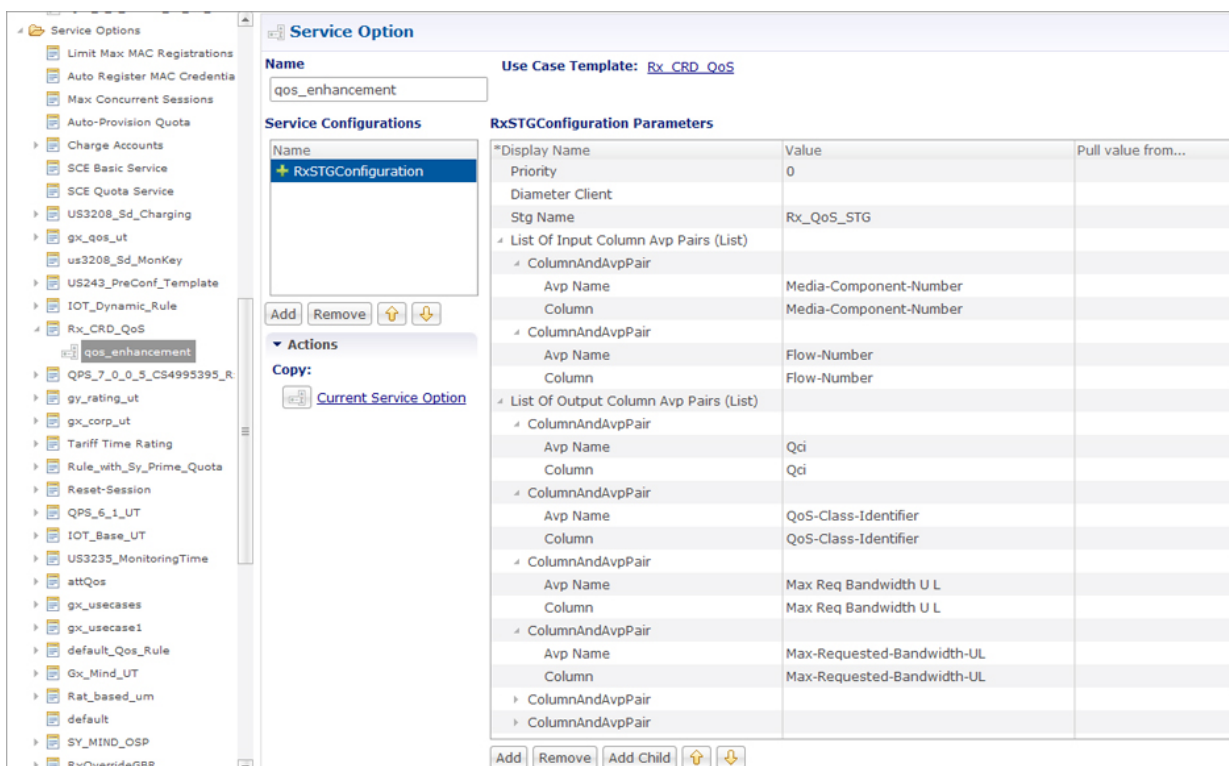 Service Options
Limit Max MAC Registrations
Auto Register MAC Credentia
Max Concurrent Sessions
Auto-Provision Quota
Charge Accounts
SCE Basic Service
SCE Quota Service
US3208_Sd_Charging
gx_qos_ut
us3208_Sd_MonKey
US243_PreConf_Template
IOT_Dynamic_Rule
Rx_CRD_QoS
qos_enhancement
QPS_7_0_0_5_CS4995395_R
gy_rating_ut
gx_corp_ut
Tariff Time Rating
Rule_with_Sy_Prime_Quota
Reset-Session
QPS_6_1_UT
IOT_Base_UT
US3235_MonitoringTime
attQos
gx_usecases
gx_usecase1
default_Qos_Rule
Gx_Mind_UT
Rat_based_um
default
SY_MIND_OSP
RxOverrideGBR
Service Option
Name
qos_enhancement
Use Case Template: Rx_CRD_QoS
Service Configurations
Name
RxSTGConfiguration
Add Remove
Actions
Copy:
Current Service Option
RxSTGConfiguration Parameters
*Display Name Value Pull value from...
Priority 0
Diameter Client
Stg Name Rx_QoS_STG
List Of Input Column Avp Pairs (List)
ColumnAndAvpPair
Avp Name Media-Component-Number
Column Media-Component-Number
ColumnAndAvpPair
Avp Name Flow-Number
Column Flow-Number
List Of Output Column Avp Pairs (List)
ColumnAndAvpPair
Avp Name Qci
Column Qci
ColumnAndAvpPair
Avp Name QoS-Class-Identifier
Column QoS-Class-Identifier
ColumnAndAvpPair
Avp Name Max Req Bandwidth U L
Column Max Req Bandwidth U L
ColumnAndAvpPair
Avp Name Max-Requested-Bandwidth-UL
Column Max-Requested-Bandwidth-UL
ColumnAndAvpPair
ColumnAndAvpPair
Add Remove Add Child